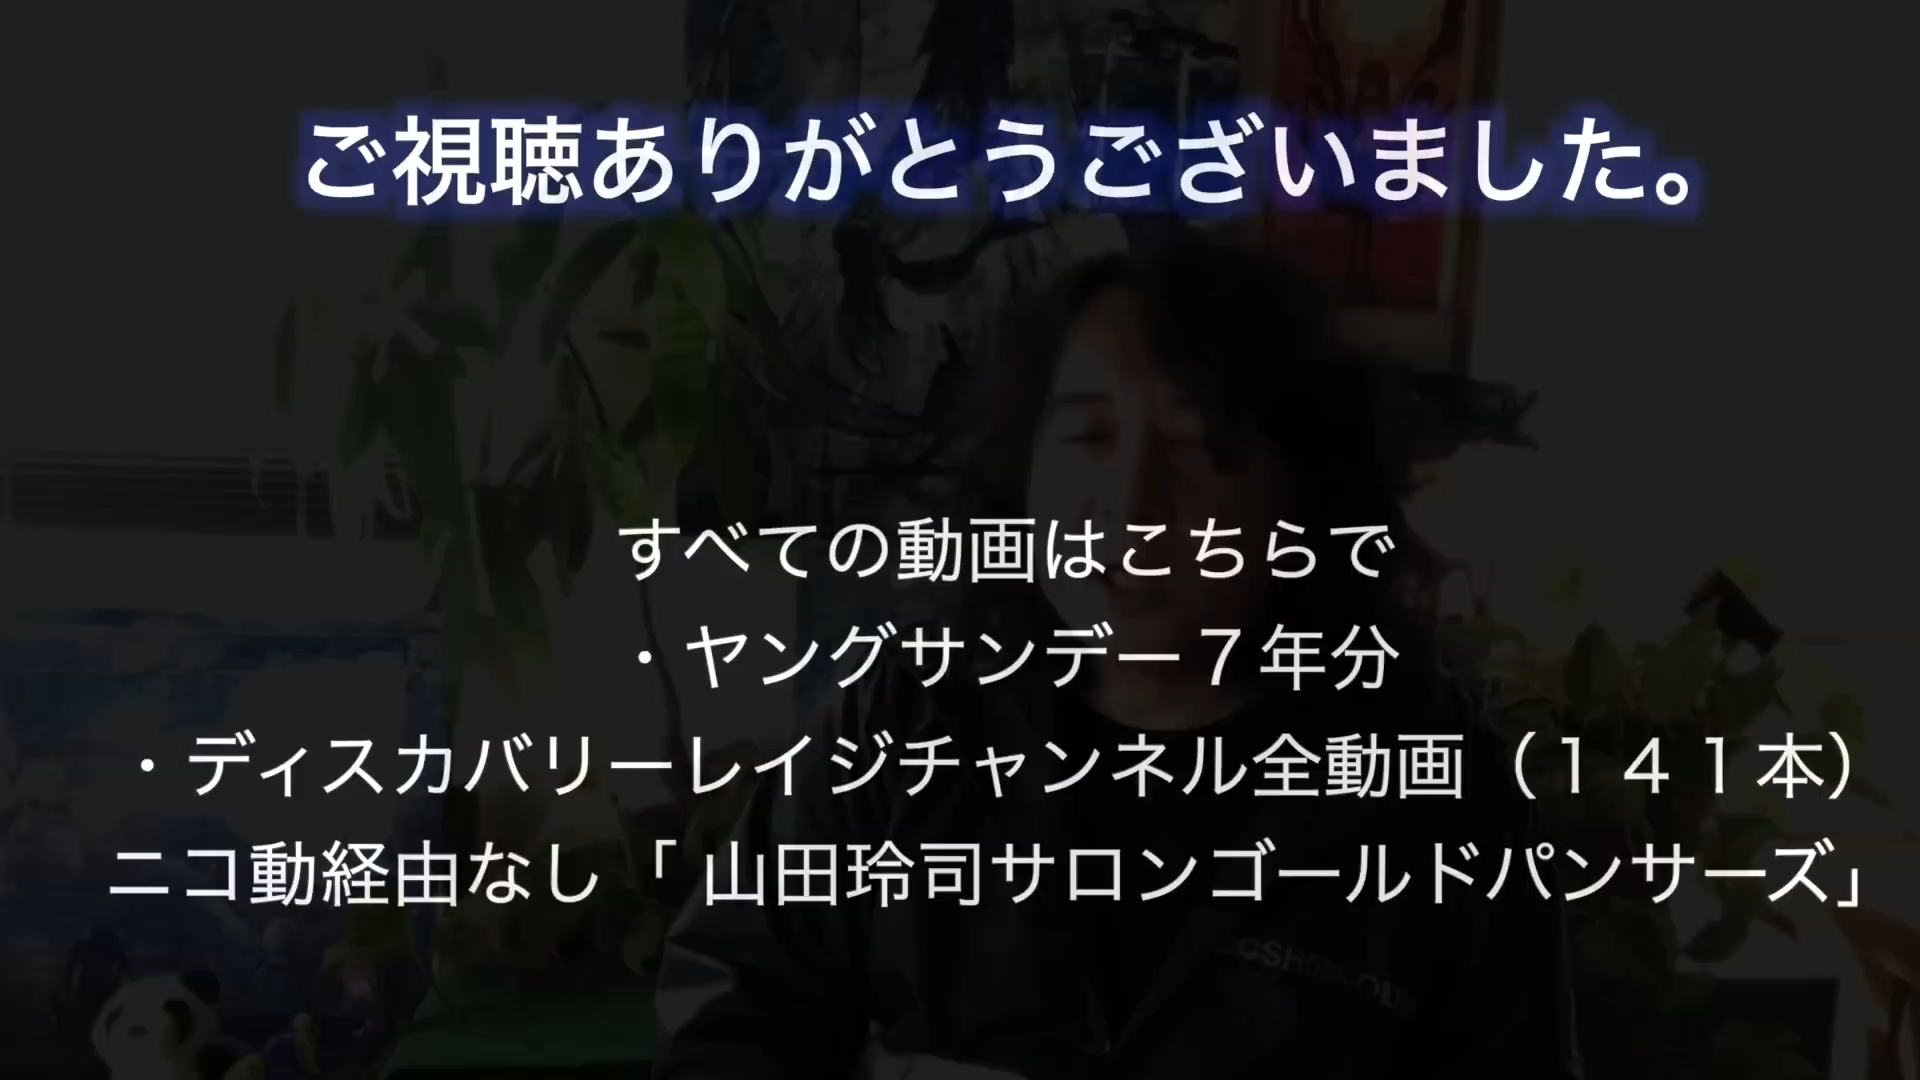 ご視聴ありがとうございました。
すべての動画はこちらで
・ヤングサンデー７年分
・ディスカバリーレイジチャンネル全動画（１４１本）
ニコ動経由なし「山田玲司サロンゴールドパンサーズ」